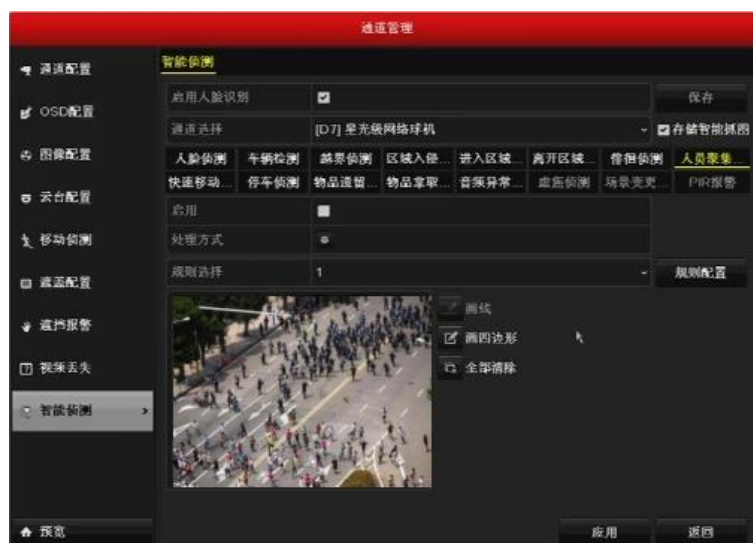 通道管理
通道配置
OSD配置
图像配置
云台配置
移动侦测
遮盖配置
遮挡报警
视频丢失
智能侦测
预览
智能侦测
启用人脸识别
保存
通道选择 [D7] 星光级网络球机 存储智能抓图
人脸侦测 车辆检测 越界侦测 区域入侵... 进入区域... 离开区域... 徘徊侦测 人员聚集...
快速移动... 停车侦测 物品遗留... 物品拿取... 音频异常... 虚焦侦测 场景变更... PIR报警
启用
处理方式
规则选择 1 规则配置
画线
画四边形
全部清除
应用 返回